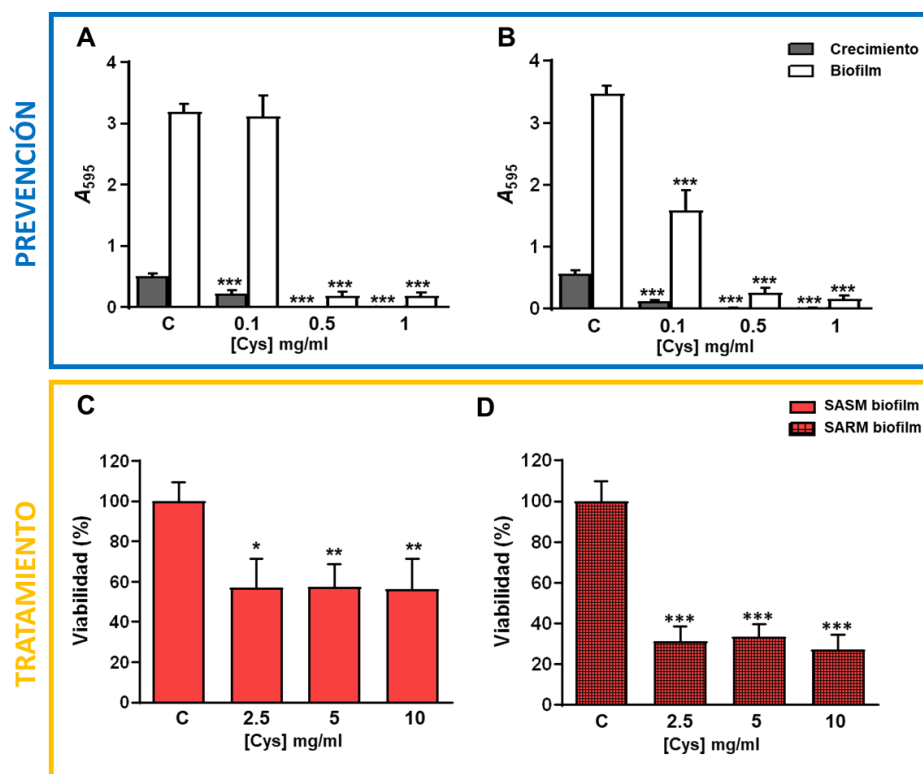 PREVENCIÓN
A
4
3
2
1
0
A595
***
***
***
***
***
C
0.1
0.5
1
[Cys] mg/ml
B
Crecimiento
Biofilm
4
3
2
1
0
A595
***
***
***
***
***
***
C
0.1
0.5
1
[Cys] mg/ml
TRATAMIENTO
C
120
100
80
60
40
20
0
Viabilidad (%)
*
**
**
C
2.5
5
10
[Cys] mg/ml
D
SASM biofilm
SARM biofilm
120
100
80
60
40
20
0
Viabilidad (%)
***
***
***
C
2.5
5
10
[Cys] mg/ml